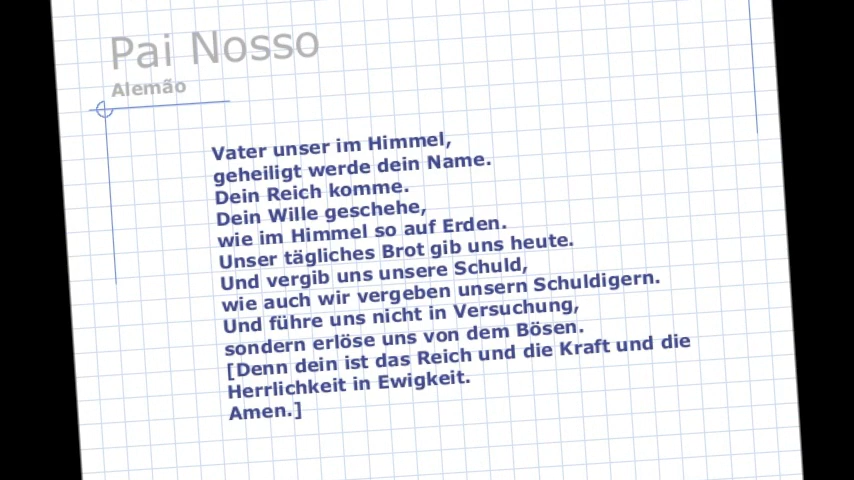 Pai Nosso
Alemão
Vater unser im Himmel,
geheiligt werde dein Name.
Dein Reich komme.
Dein Wille geschehe,
wie im Himmel so auf Erden.
Unser tägliches Brot gib uns heute.
Und vergib uns unsere Schuld,
wie auch wir vergeben unsern Schuldigern.
Und führe uns nicht in Versuchung,
sondern erlöse uns von dem Bösen.
[Denn dein ist das Reich und die Kraft und die
Herrlichkeit in Ewigkeit.
Amen.]